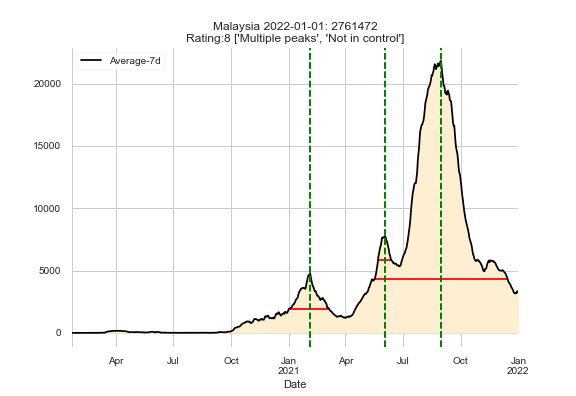 Malaysia 2022-01-01: 2761472
Rating:8 ['Multiple peaks', 'Not in control']
Average-7d
20000
15000
10000
5000
0
Apr Jul Oct Jan Apr Jul Oct Jan
2021 2022
Date